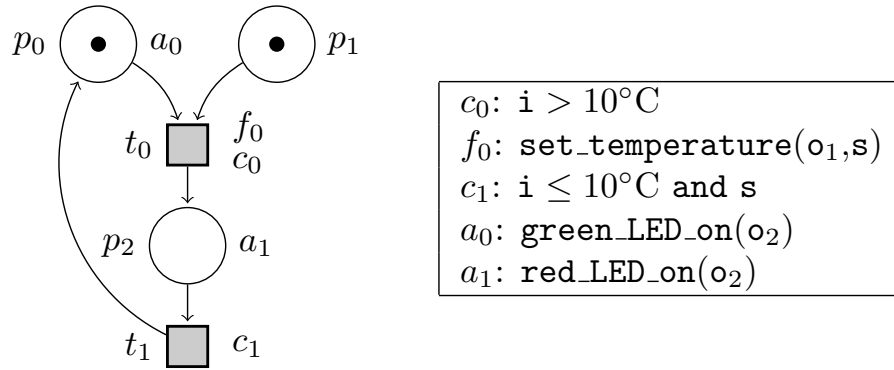 p₀ a₀ p₁
f₀
t₀ c₀
p₂ a₁
t₁ c₁
c₀: i > 10°C
f₀: set_temperature(o₁,s)
c₁: i ≤ 10°C and s
a₀: green_LED_on(o₂)
a₁: red_LED_on(o₂)